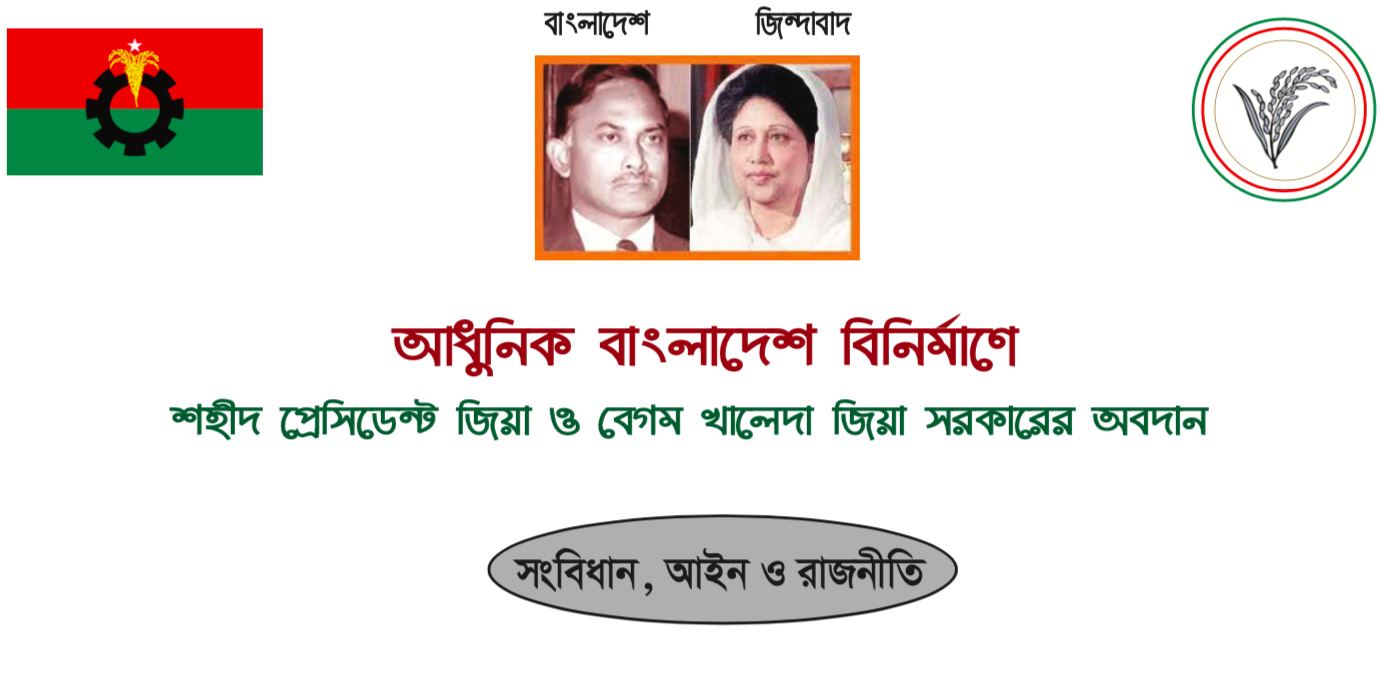 বাংলাদেশ জিন্দাবাদ
আধুনিক বাংলাদেশ বিনির্মাণে
শহীদ প্রেসিডেন্ট জিয়া ও বেগম খালেদা জিয়া সরকারের অবদান
সংবিধান, আইন ও রাজনীতি